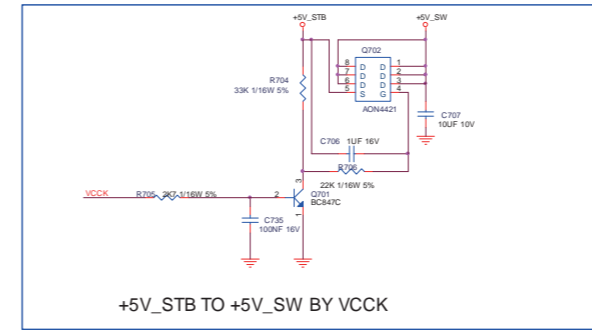 +5V_STB
+5V_SW
Q702
8 D D 1
7 D D 2
6 D D 3
5 S G 4
AON4421
R704
33K 1/16W 5%
C707
10UF 10V
C706 1UF 16V
R706
22K 1/16W 5%
VCCK
R705 2K7 1/16W 5%
2
3
1
Q701
BC847C
C735
100NF 16V
+5V_STB TO +5V_SW BY VCCK